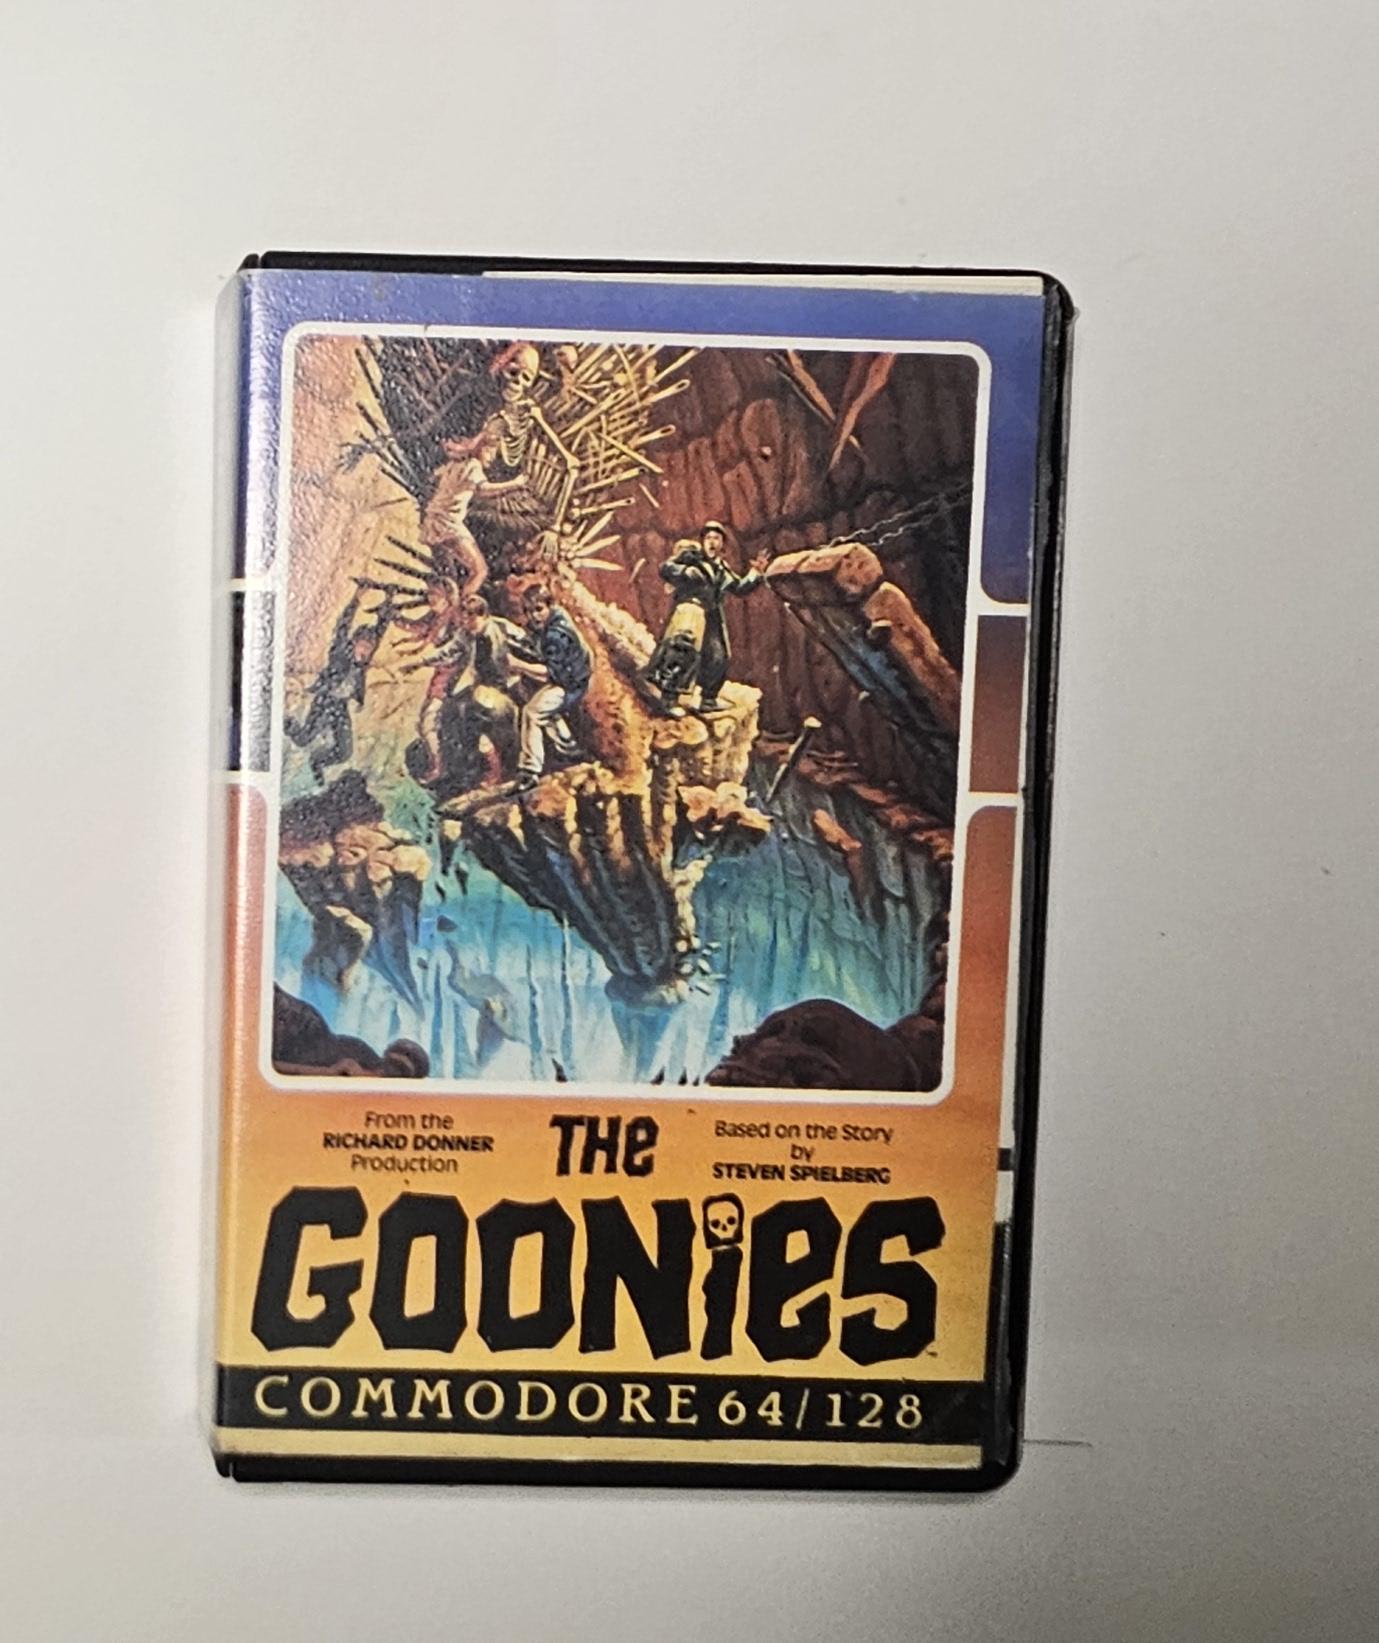 From the
RICHARD DONNER
Production
THe
Based on the Story
by
STEVEN SPIELBERG
GOONieS
COMMODORE 64/128